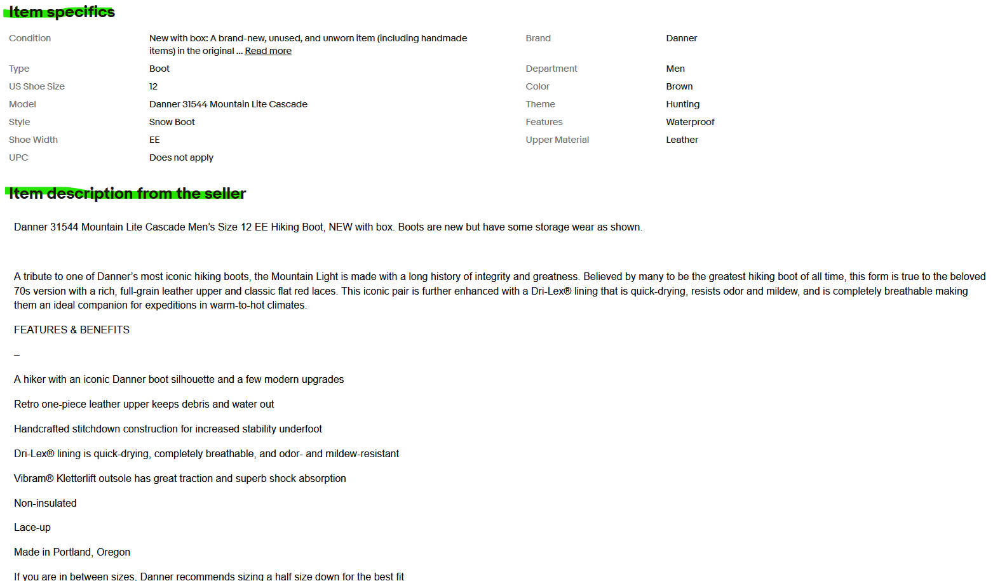 Item specifics
Condition New with box: A brand-new, unused, and unworn item (including handmade Brand Danner
items) in the original ... Read more
Type Boot Department Men
US Shoe Size 12 Color Brown
Model Danner 31544 Mountain Lite Cascade Theme Hunting
Style Snow Boot Features Waterproof
Shoe Width EE Upper Material Leather
UPC Does not apply
Item description from the seller
Danner 31544 Mountain Lite Cascade Men’s Size 12 EE Hiking Boot, NEW with box. Boots are new but have some storage wear as shown.
A tribute to one of Danner’s most iconic hiking boots, the Mountain Light is made with a long history of integrity and greatness. Believed by many to be the greatest hiking boot of all time, this form is true to the beloved
70s version with a rich, full-grain leather upper and classic flat red laces. This iconic pair is further enhanced with a Dri-Lex® lining that is quick-drying, resists odor and mildew, and is completely breathable making
them an ideal companion for expeditions in warm-to-hot climates.
FEATURES & BENEFITS
–
A hiker with an iconic Danner boot silhouette and a few modern upgrades
Retro one-piece leather upper keeps debris and water out
Handcrafted stitchdown construction for increased stability underfoot
Dri-Lex® lining is quick-drying, completely breathable, and odor- and mildew-resistant
Vibram® Kletterlift outsole has great traction and superb shock absorption
Non-insulated
Lace-up
Made in Portland, Oregon
If you are in between sizes, Danner recommends sizing a half size down for the best fit